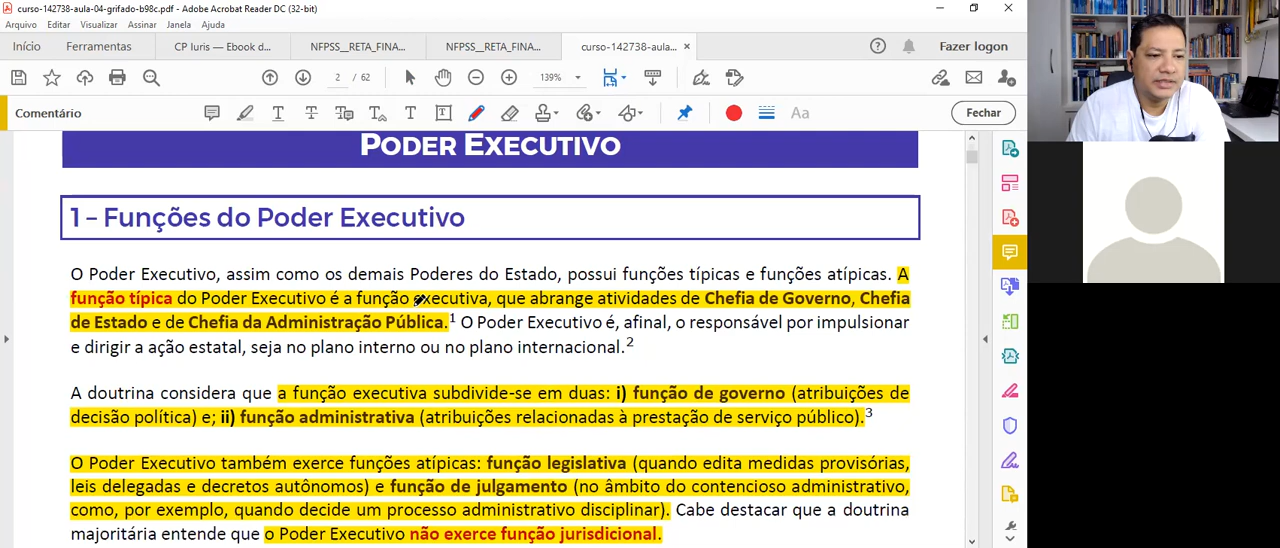 curso-142738-aula-04-grifado-b98c.pdf - Adobe Acrobat Reader DC (32-bit)
Arquivo Editar Visualizar Assinar Janela Ajuda
Início Ferramentas CP Iuris — Ebook d... NFPSS_RETA_FINA... NFPSS_RETA_FINA... curso-142738-aula... × Fazer logon
2 / 62 139%
Comentário Fechar
PODER EXECUTIVO
1 – Funções do Poder Executivo
O Poder Executivo, assim como os demais Poderes do Estado, possui funções típicas e funções atípicas. A
função típica do Poder Executivo é a função executiva, que abrange atividades de Chefia de Governo, Chefia
de Estado e de Chefia da Administração Pública.1 O Poder Executivo é, afinal, o responsável por impulsionar
e dirigir a ação estatal, seja no plano interno ou no plano internacional.2
A doutrina considera que a função executiva subdivide-se em duas: i) função de governo (atribuições de
decisão política) e; ii) função administrativa (atribuições relacionadas à prestação de serviço público).3
O Poder Executivo também exerce funções atípicas: função legislativa (quando edita medidas provisórias,
leis delegadas e decretos autônomos) e função de julgamento (no âmbito do contencioso administrativo,
como, por exemplo, quando decide um processo administrativo disciplinar). Cabe destacar que a doutrina
majoritária entende que o Poder Executivo não exerce função jurisdicional.